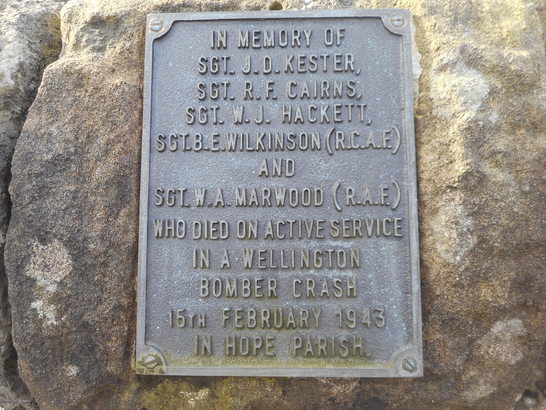 IN MEMORY OF
SGT. J.D. KESTER,
SGT. R.F. CAIRNS,
SGT. W.J. HACKETT,
SGT. B.E. WILKINSON (R.C.A.F.)
AND
SGT. W.A. MARWOOD (R.A.F.)
WHO DIED ON ACTIVE SERVICE
IN A WELLINGTON
BOMBER CRASH
15TH FEBRUARY 1943
IN HOPE PARISH.